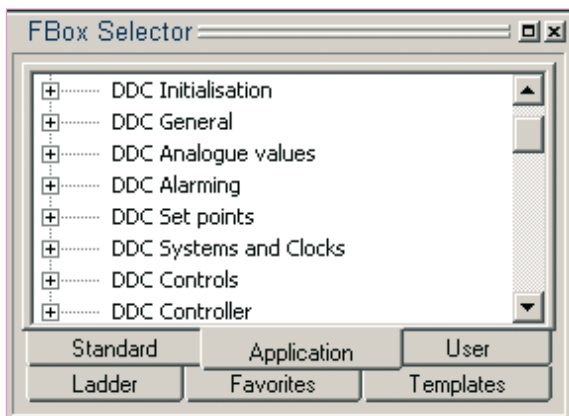 FBox Selector
DDC Initialisation
DDC General
DDC Analogue values
DDC Alarming
DDC Set points
DDC Systems and Clocks
DDC Controls
DDC Controller
Standard Application User
Ladder Favorites Templates